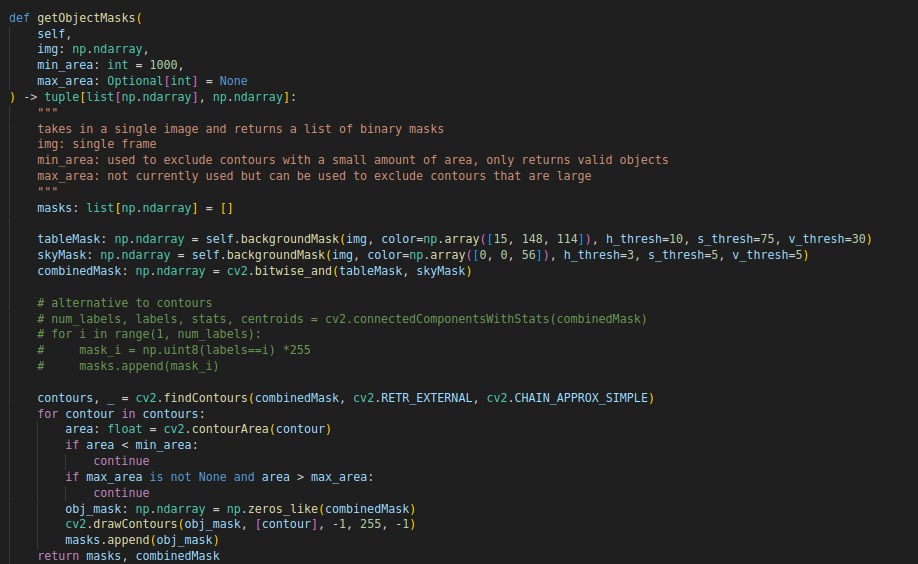 def getObjectMasks(
    self,
    img: np.ndarray,
    min_area: int = 1000,
    max_area: Optional[int] = None
) -> tuple[list[np.ndarray], np.ndarray]:
    """
    takes in a single image and returns a list of binary masks
    img: single frame
    min_area: used to exclude contours with a small amount of area, only returns valid objects
    max_area: not currently used but can be used to exclude contours that are large
    """
    masks: list[np.ndarray] = []

    tableMask: np.ndarray = self.backgroundMask(img, color=np.array([15, 148, 114]), h_thresh=10, s_thresh=75, v_thresh=30)
    skyMask: np.ndarray = self.backgroundMask(img, color=np.array([0, 0, 56]), h_thresh=3, s_thresh=5, v_thresh=5)
    combinedMask: np.ndarray = cv2.bitwise_and(tableMask, skyMask)

    # alternative to contours
    # num_labels, labels, stats, centroids = cv2.connectedComponentsWithStats(combinedMask)
    # for i in range(1, num_labels):
    #     mask_i = np.uint8(labels==i) *255
    #     masks.append(mask_i)

    contours, _ = cv2.findContours(combinedMask, cv2.RETR_EXTERNAL, cv2.CHAIN_APPROX_SIMPLE)
    for contour in contours:
        area: float = cv2.contourArea(contour)
        if area < min_area:
            continue
        if max_area is not None and area > max_area:
            continue
        obj_mask: np.ndarray = np.zeros_like(combinedMask)
        cv2.drawContours(obj_mask, [contour], -1, 255, -1)
        masks.append(obj_mask)
    return masks, combinedMask